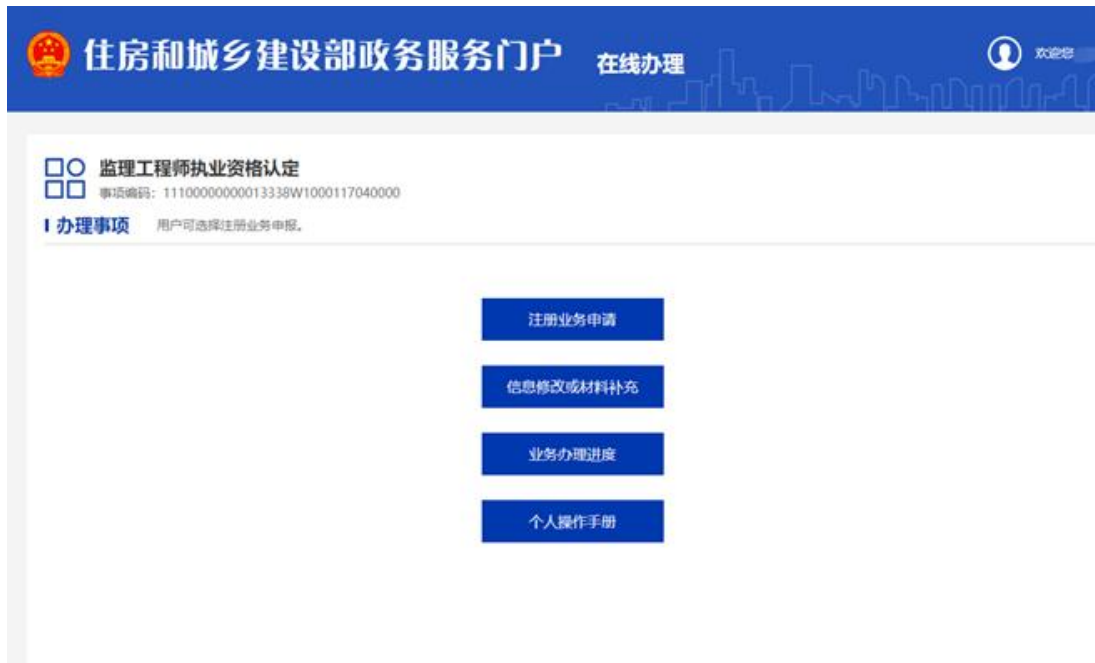 住房和城乡建设部政务服务门户 在线办理 欢迎您
监理工程师执业资格认定
事项编码：11100000000013338W1000117040000
办理事项 用户可选择注册业务申报。
注册业务申请
信息修改或材料补充
业务办理进度
个人操作手册